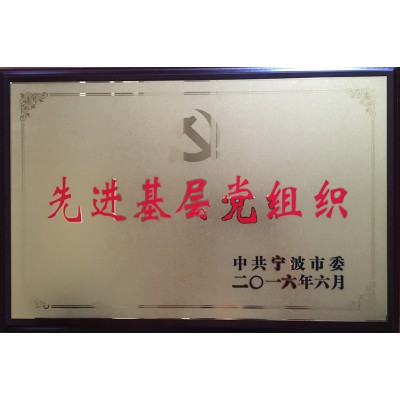 先进基层党组织
中共宁波市委
二〇一六年六月